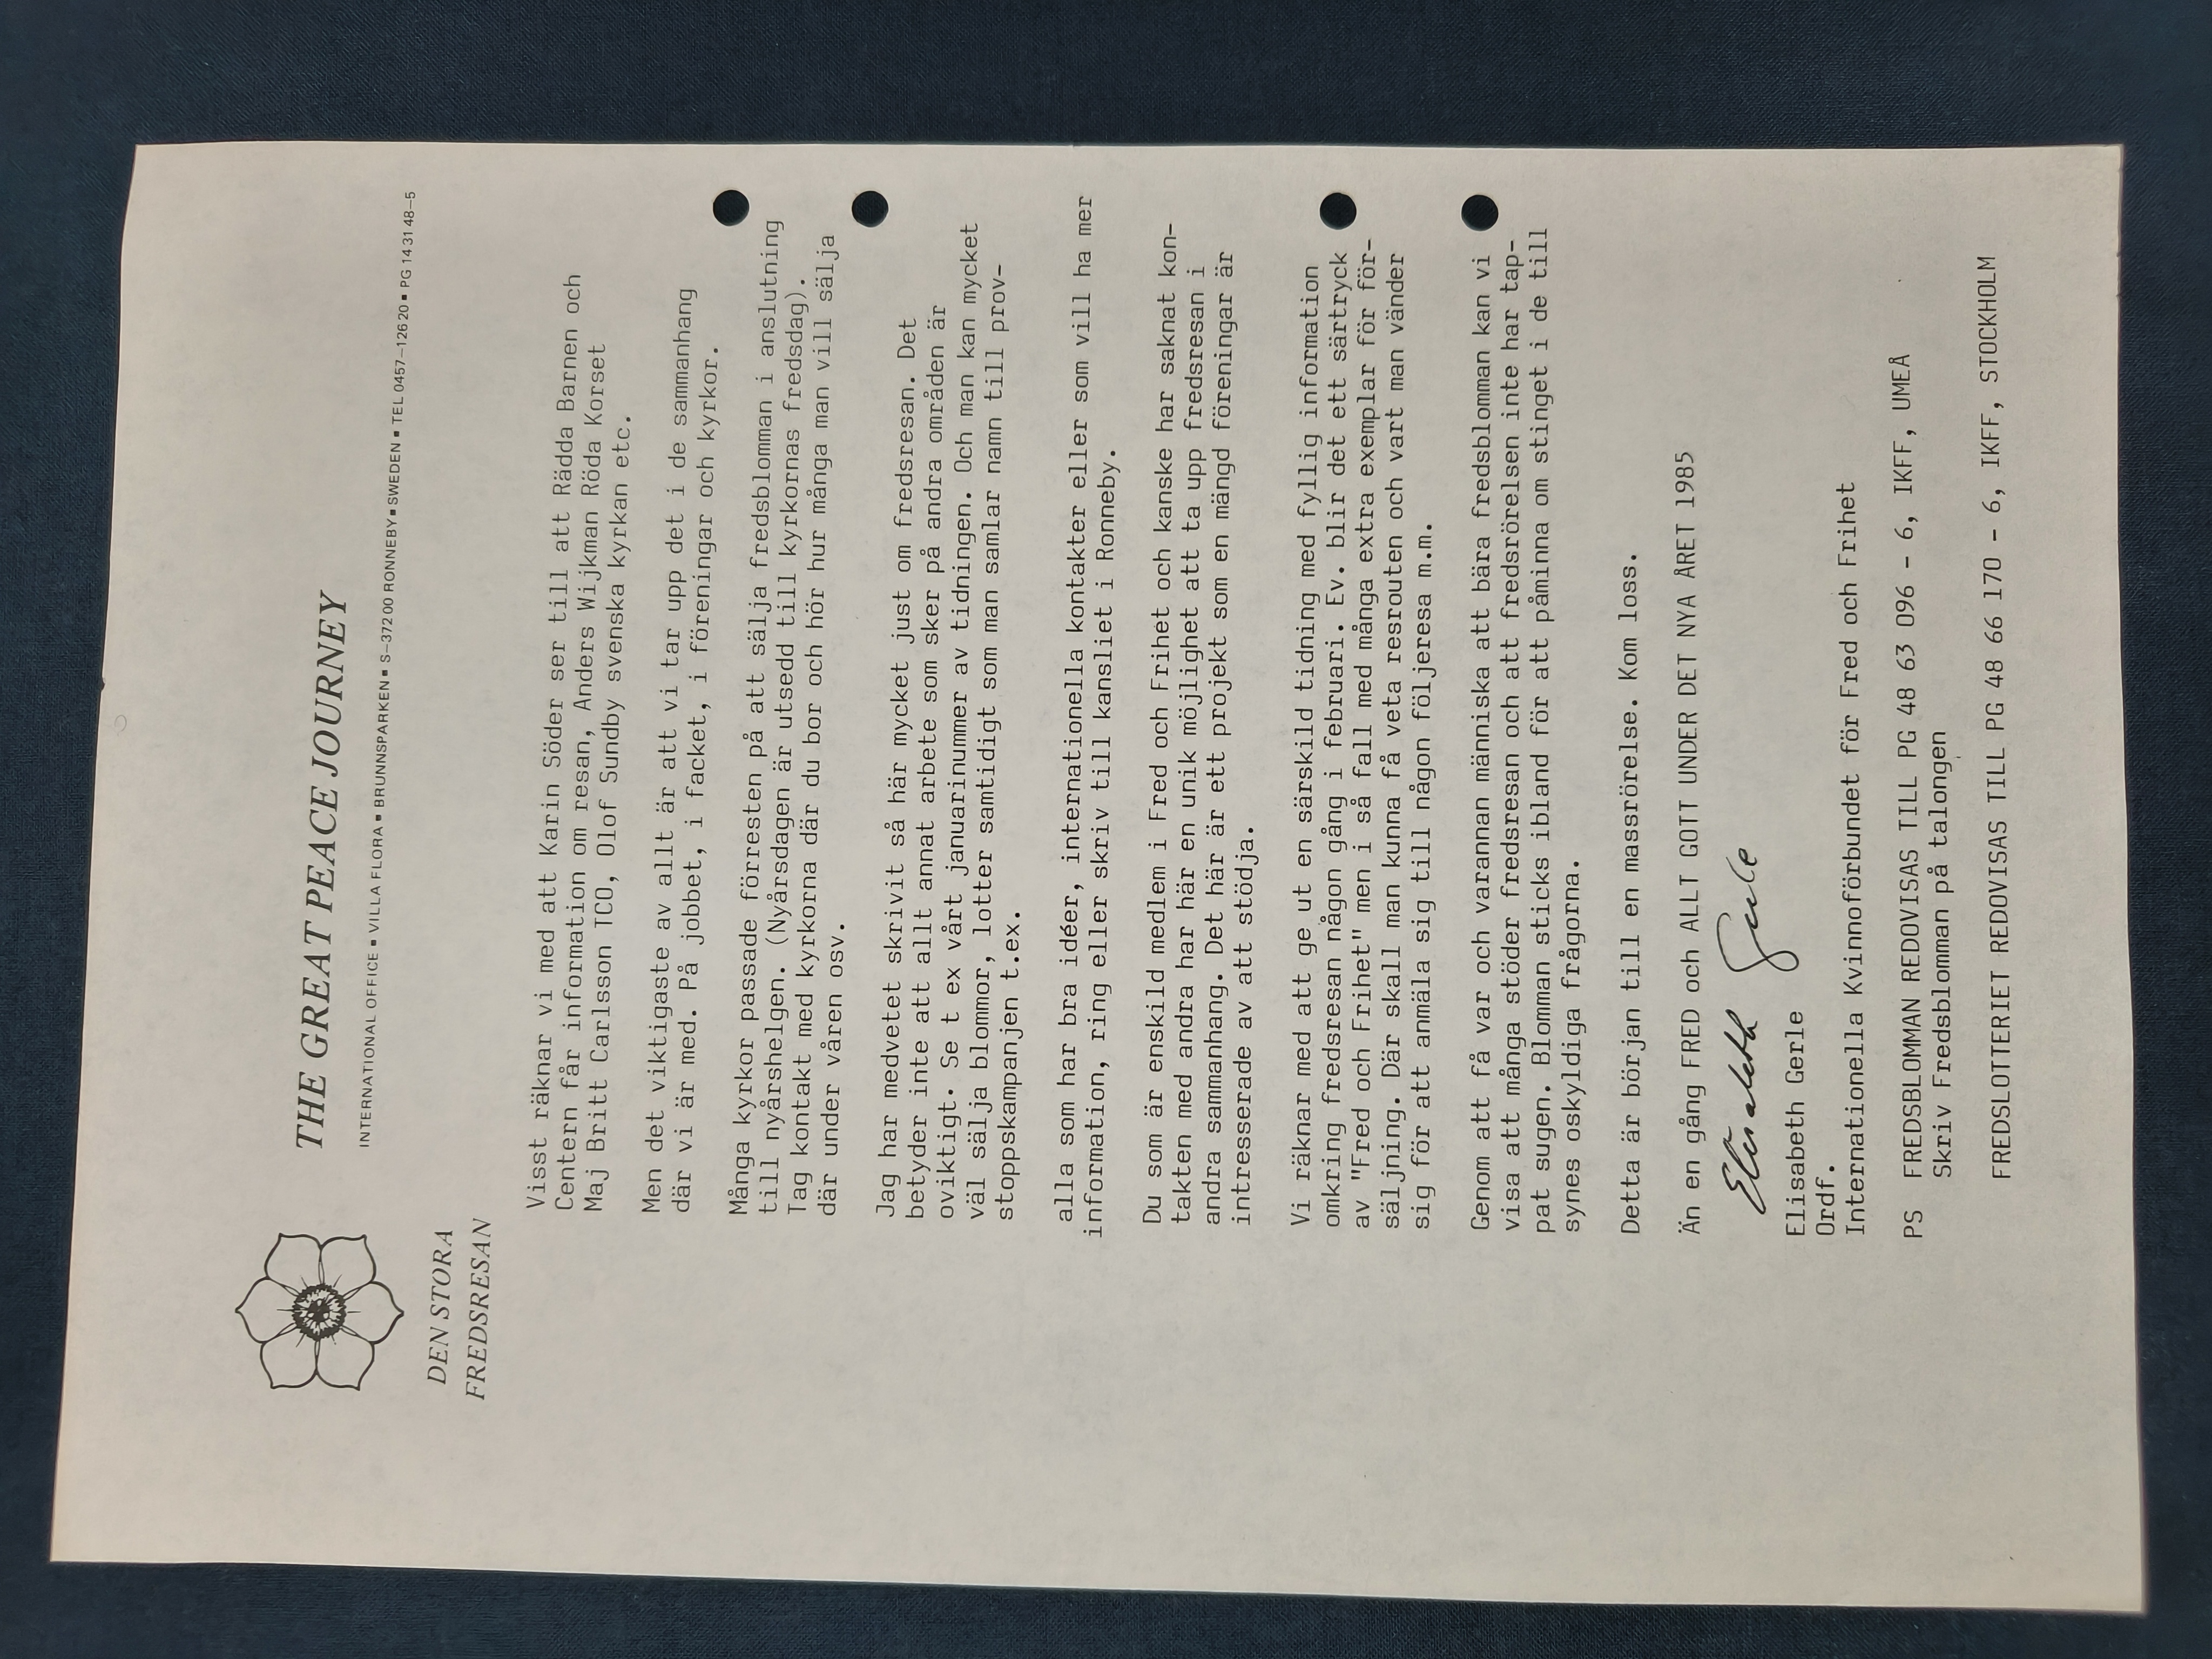 THE GREAT PEACE JOURNEY
INTERNATIONAL OFFICE ▪ VILLA FLORA ▪ BRUNNSPARKEN ▪ S–372 00 RONNEBY ▪ SWEDEN ▪ TEL 0457–126 20 ▪ PG 14 31 48–5
DEN STORA
FREDSRESAN
Visst räknar vi med att Karin Söder ser till att Rädda Barnen och
Centern får information om resan, Anders Wijkman Röda Korset
Maj Britt Carlsson TCO, Olof Sundby svenska kyrkan etc.
Men det viktigaste av allt är att vi tar upp det i de sammanhang
där vi är med. På jobbet, i facket, i föreningar och kyrkor.
Många kyrkor passade förresten på att sälja fredsblomman i anslutning
till nyårshelgen. (Nyårsdagen är utsedd till kyrkornas fredsdag).
Tag kontakt med kyrkorna där du bor och hör hur många man vill sälja
där under våren osv.
Jag har medvetet skrivit så här mycket just om fredsresan. Det
betyder inte att allt annat arbete som sker på andra områden är
oviktigt. Se t ex vårt januarinummer av tidningen. Och man kan mycket
väl sälja blommor, lotter samtidigt som man samlar namn till prov-
stoppskampanjen t.ex.
alla som har bra idéer, internationella kontakter eller som vill ha mer
information, ring eller skriv till kansliet i Ronneby.
Du som är enskild medlem i Fred och Frihet och kanske har saknat kon-
takten med andra har här en unik möjlighet att ta upp fredsresan i
andra sammanhang. Det här är ett projekt som en mängd föreningar är
intresserade av att stödja.
Vi räknar med att ge ut en särskild tidning med fyllig information
omkring fredsresan någon gång i februari. Ev. blir det ett särtryck
av "Fred och Frihet" men i så fall med många extra exemplar för för-
säljning. Där skall man kunna få veta resrouten och vart man vänder
sig för att anmäla sig till någon följeresa m.m.
Genom att få var och varannan människa att bära fredsblomman kan vi
visa att många stöder fredsresan och att fredsrörelsen inte har tap-
pat sugen. Blomman sticks ibland för att påminna om stinget i de till
synes oskyldiga frågorna.
Detta är början till en massrörelse. Kom loss.
Än en gång FRED och ALLT GOTT UNDER DET NYA ÅRET 1985
Elisabeth Gerle
Elisabeth Gerle
Ordf.
Internationella Kvinnoförbundet för Fred och Frihet
PS FREDSBLOMMAN REDOVISAS TILL PG 48 63 096 - 6, IKFF, UMEÅ
Skriv Fredsblomman på talongen
FREDSLOTTERIET REDOVISAS TILL PG 48 66 170 - 6, IKFF, STOCKHOLM